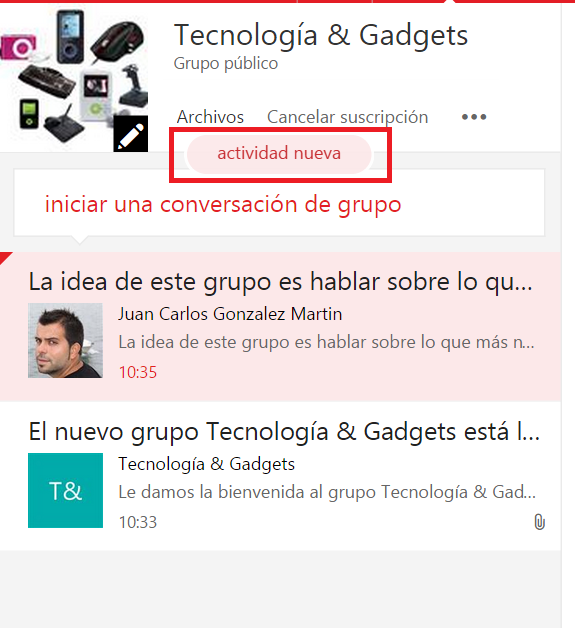 Tecnología & Gadgets
Grupo público
Archivos Cancelar suscripción •••
actividad nueva
iniciar una conversación de grupo
La idea de este grupo es hablar sobre lo qu...
Juan Carlos Gonzalez Martin
La idea de este grupo es hablar sobre lo que más n...
10:35
El nuevo grupo Tecnología & Gadgets está l...
T&
Tecnología & Gadgets
Le damos la bienvenida al grupo Tecnología & Gad...
10:33